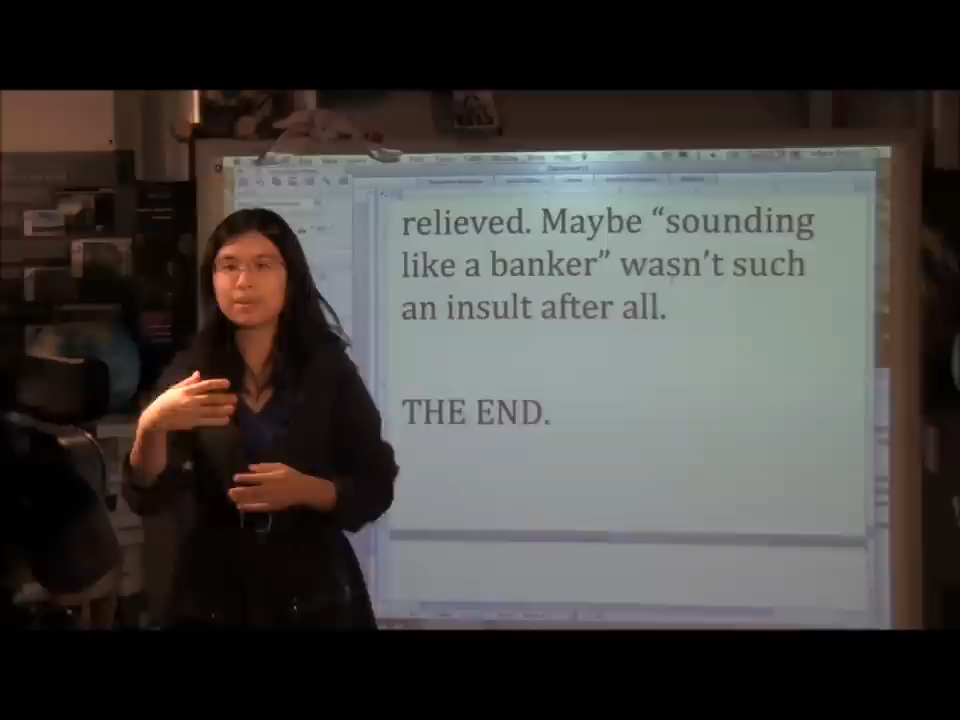 relieved. Maybe “sounding
like a banker” wasn’t such
an insult after all.
THE END.